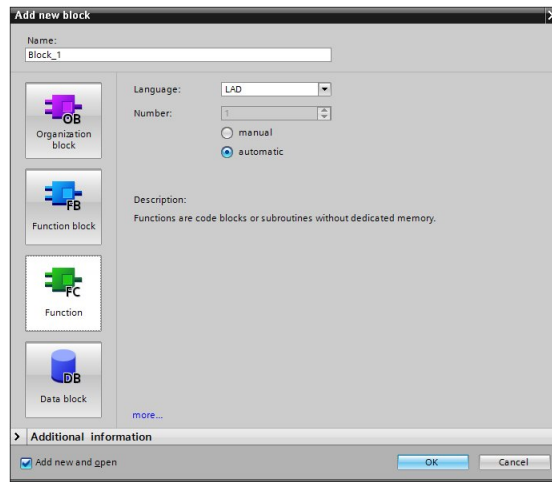 Add new block
Name:
Block_1
OB
Organization
block
FB
Function block
FC
Function
DB
Data block
Language:
LAD
Number:
1
manual
automatic
Description:
Functions are code blocks or subroutines without dedicated memory.
more...
> Additional information
Add new and open
OK
Cancel